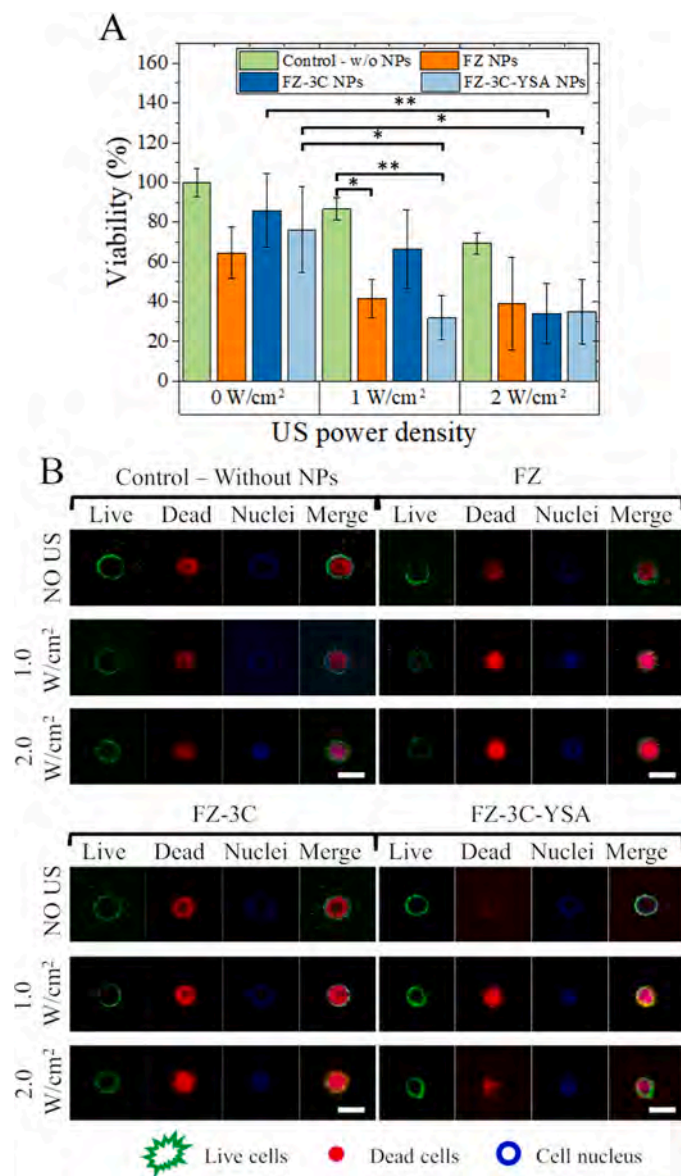 A
Control - w/o NPs FZ NPs
FZ-3C NPs FZ-3C-YSA NPs
160
140
120
100
80
60
40
20
0
Viability (%)
**
*
*
**
*
0 W/cm² 1 W/cm² 2 W/cm²
US power density
B
Control – Without NPs FZ
Live Dead Nuclei Merge Live Dead Nuclei Merge
NO US
1.0 W/cm²
2.0 W/cm²
FZ-3C FZ-3C-YSA
Live Dead Nuclei Merge Live Dead Nuclei Merge
NO US
1.0 W/cm²
2.0 W/cm²
Live cells Dead cells Cell nucleus